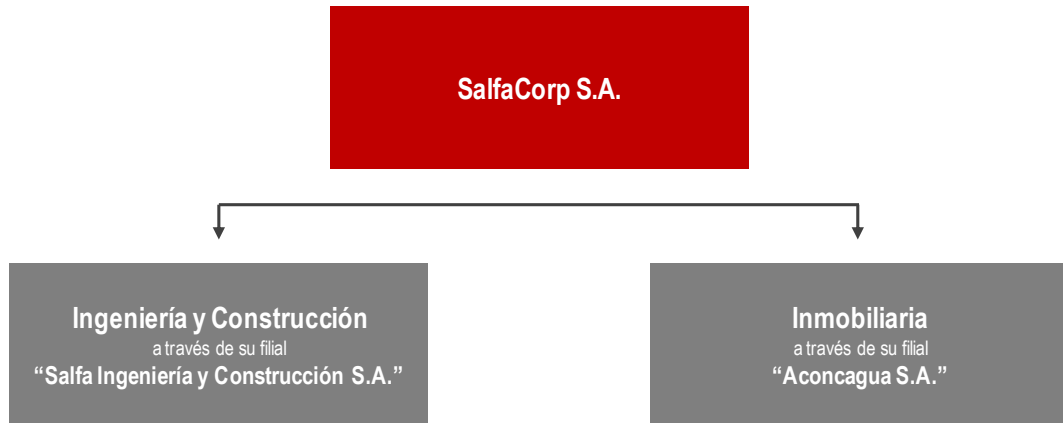 SalfaCorp S.A.
Ingeniería y Construcción
a través de su filial
“Salfa Ingeniería y Construcción S.A.”
Inmobiliaria
a través de su filial
“Aconcagua S.A.”